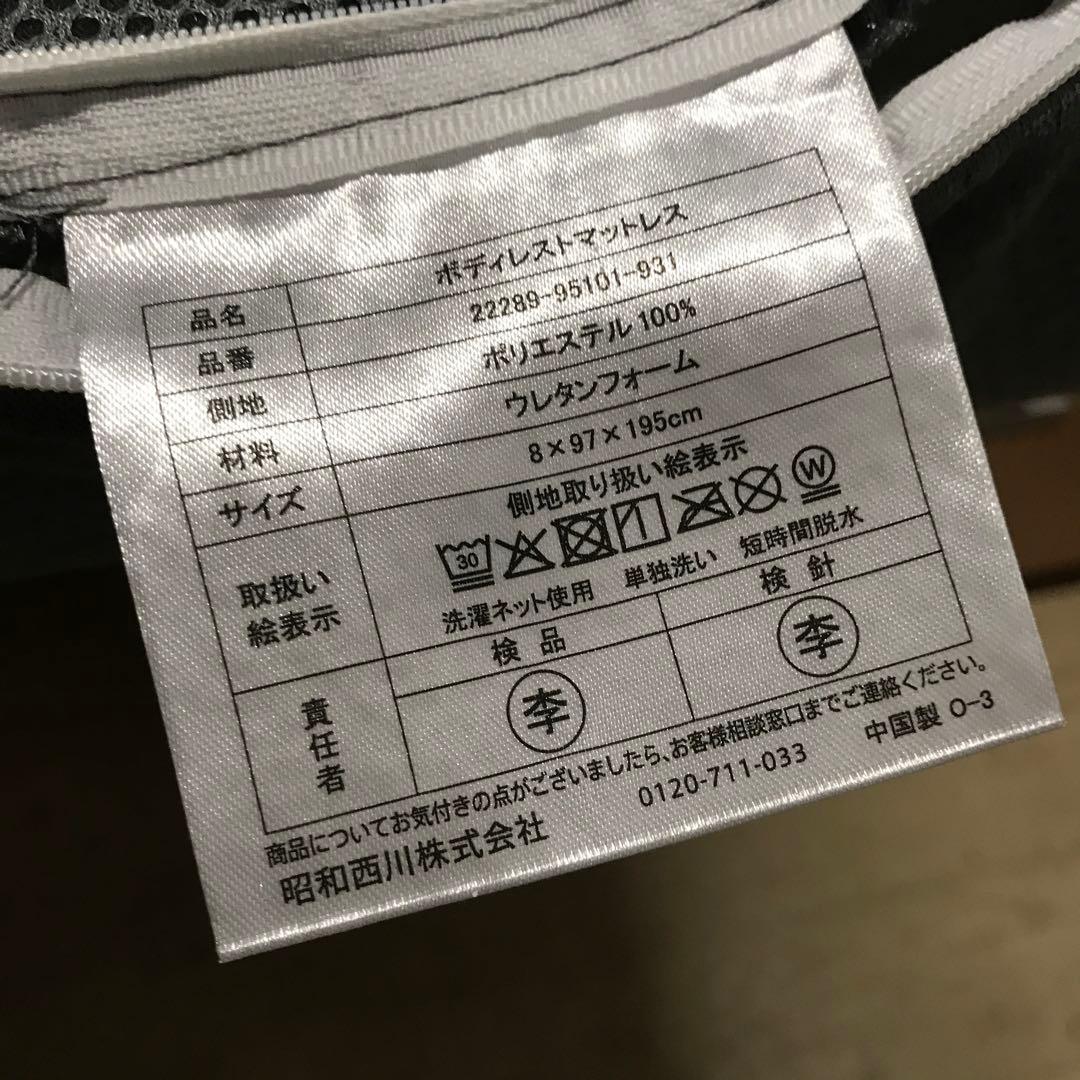 品名 ボディレストマットレス
品番 22289-95101-931
側地 ポリエステル100%
材料 ウレタンフォーム
サイズ 8×97×195cm
取扱い絵表示 側地取り扱い絵表示
30 W
洗濯ネット使用 単独洗い 短時間脱水
責任者 検品 検針
李 李
商品についてお気付きの点がございましたら、お客様相談窓口までご連絡ください。
昭和西川株式会社 0120-711-033 中国製 O-3